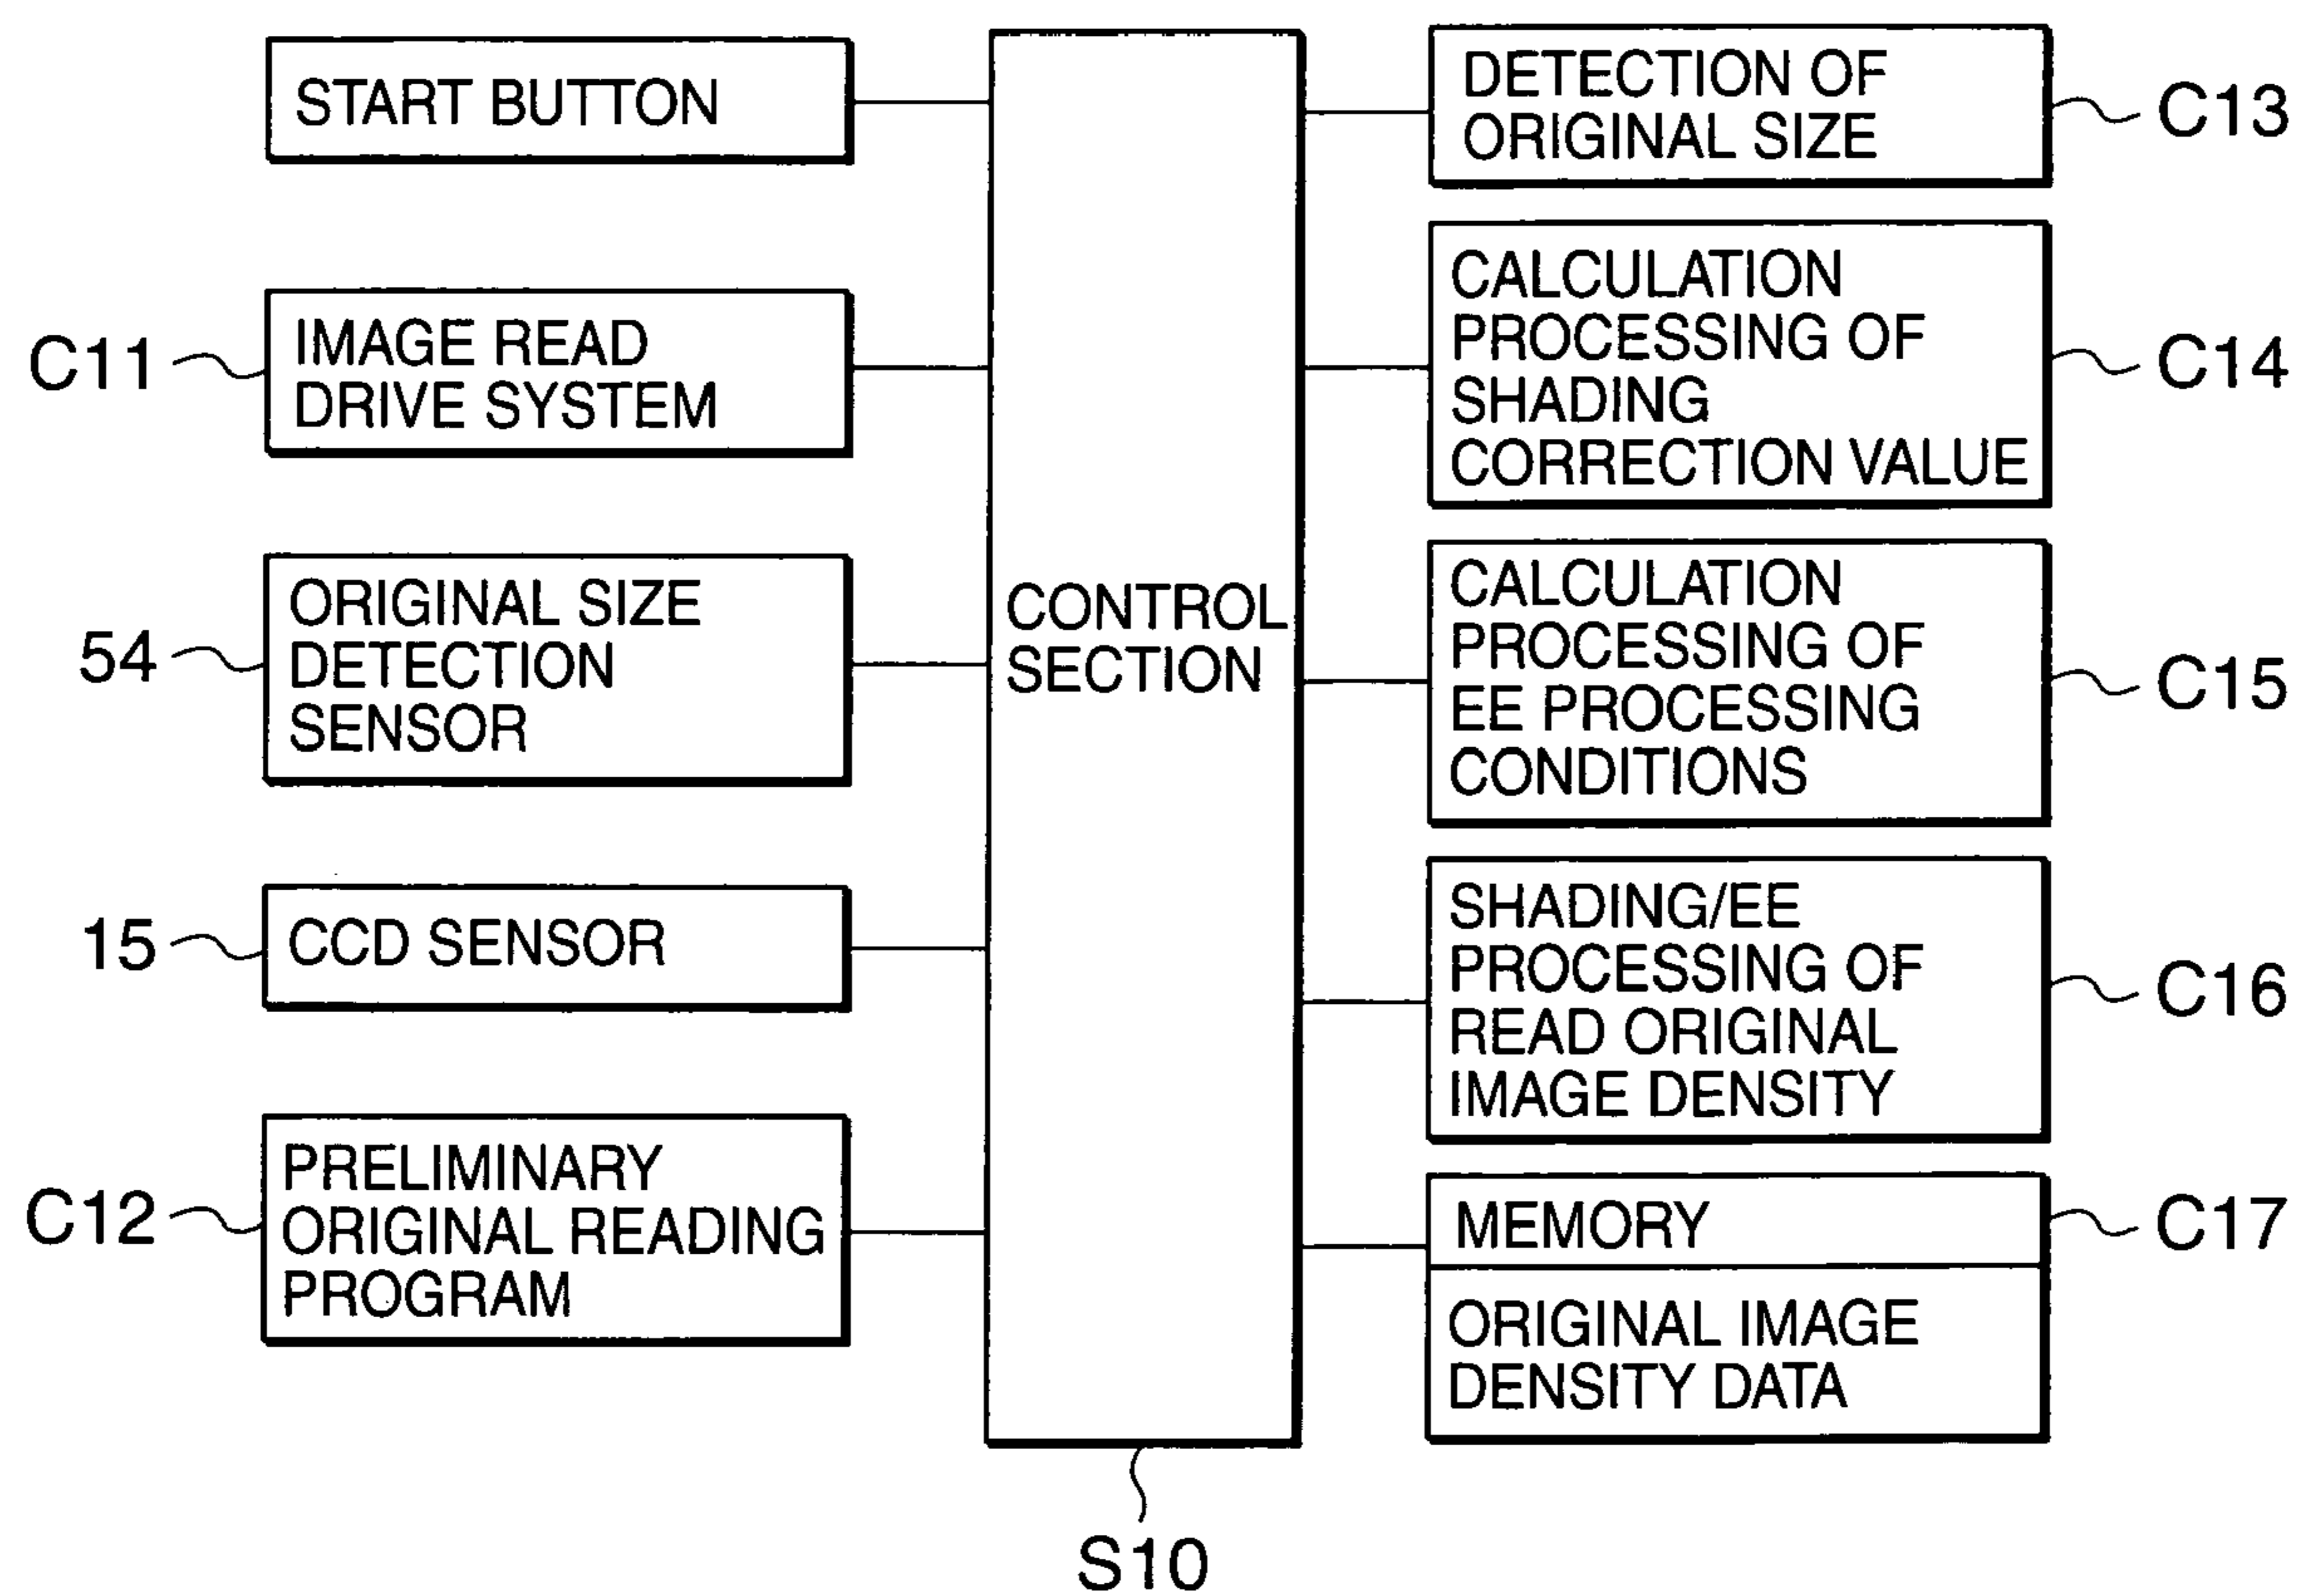 START BUTTON
C11
IMAGE READ
DRIVE SYSTEM
54
ORIGINAL SIZE
DETECTION
SENSOR
15
CCD SENSOR
C12
PRELIMINARY
ORIGINAL READING
PROGRAM
CONTROL
SECTION
S10
DETECTION OF
ORIGINAL SIZE
C13
CALCULATION
PROCESSING OF
SHADING
CORRECTION VALUE
C14
CALCULATION
PROCESSING OF
EE PROCESSING
CONDITIONS
C15
SHADING/EE
PROCESSING OF
READ ORIGINAL
IMAGE DENSITY
C16
MEMORY
C17
ORIGINAL IMAGE
DENSITY DATA